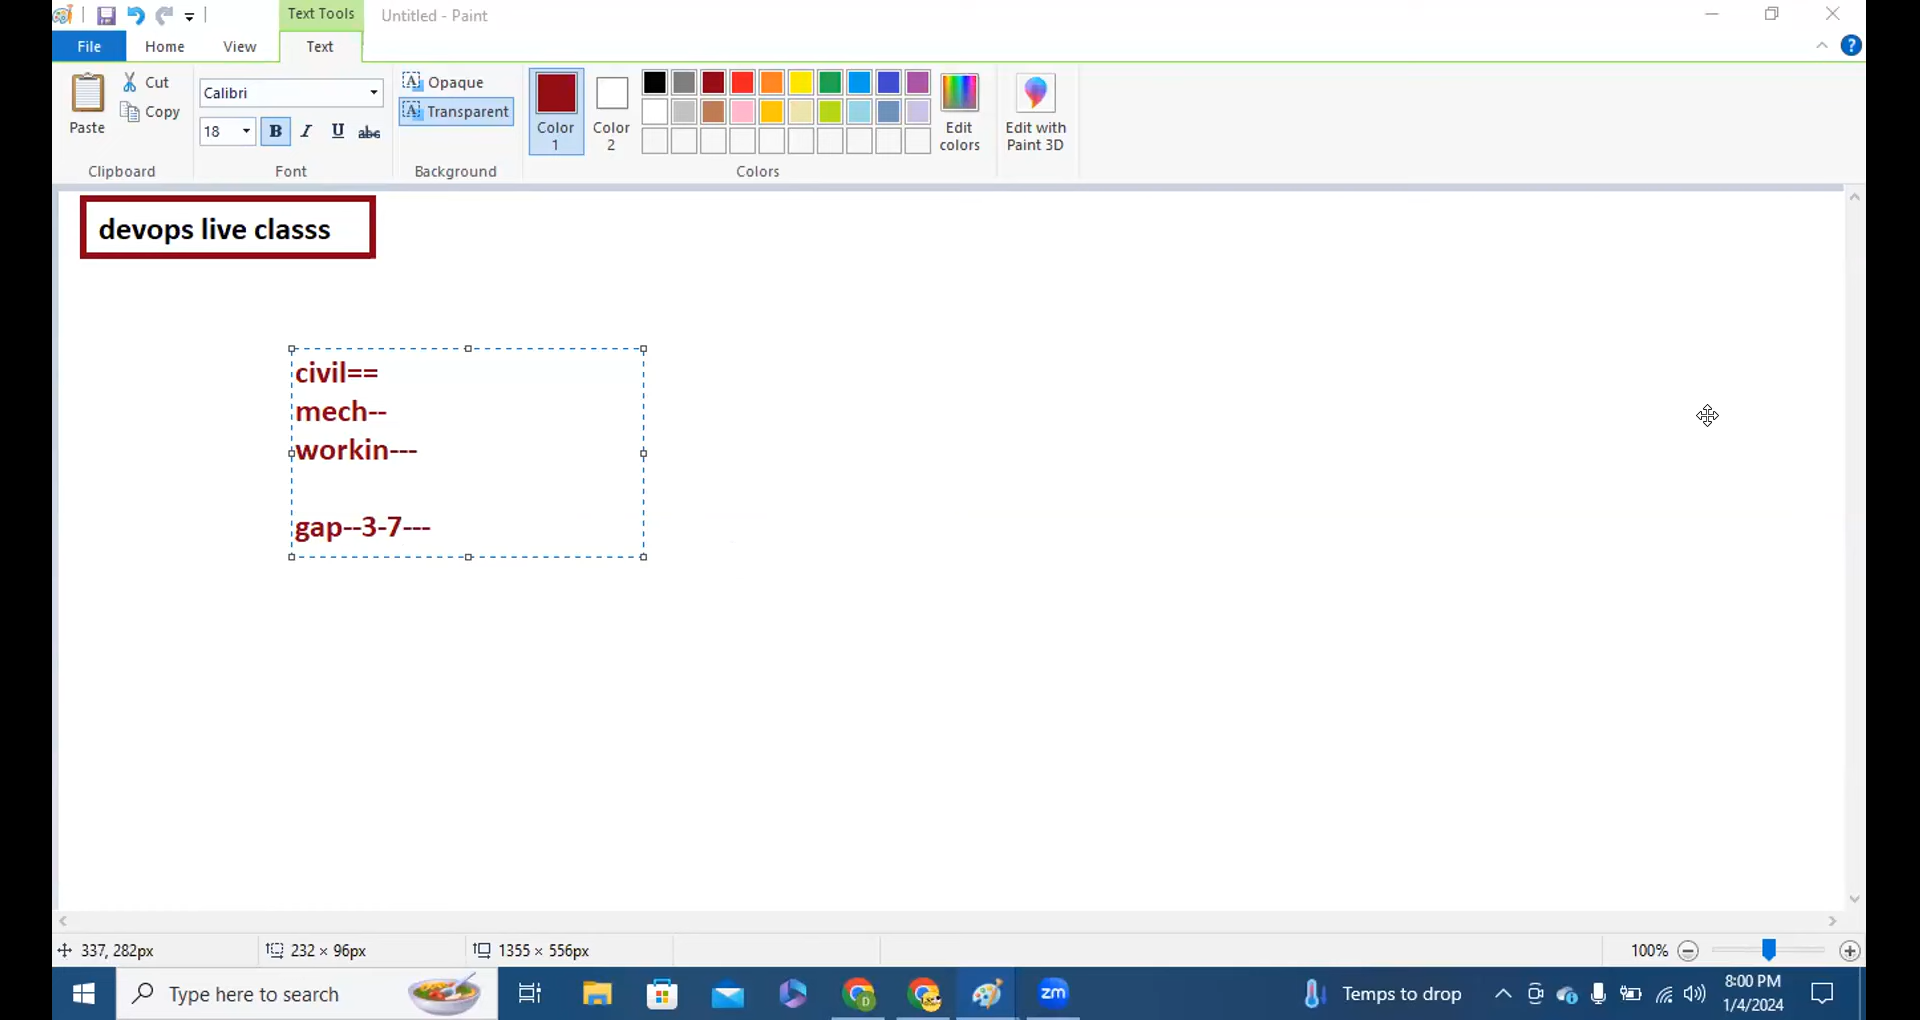 Text Tools
Untitled - Paint
File
Home
View
Text
Paste
Cut
Copy
Clipboard
Calibri
18
B
I
U
abc
Font
Opaque
Transparent
Background
Color
1
Color
2
Edit
colors
Colors
Edit with
Paint 3D
devops live classs
civil==
mech--
workin---
gap--3-7---
337, 282px
232 × 96px
1355 × 556px
100%
Type here to search
zm
Temps to drop
8:00 PM
1/4/2024